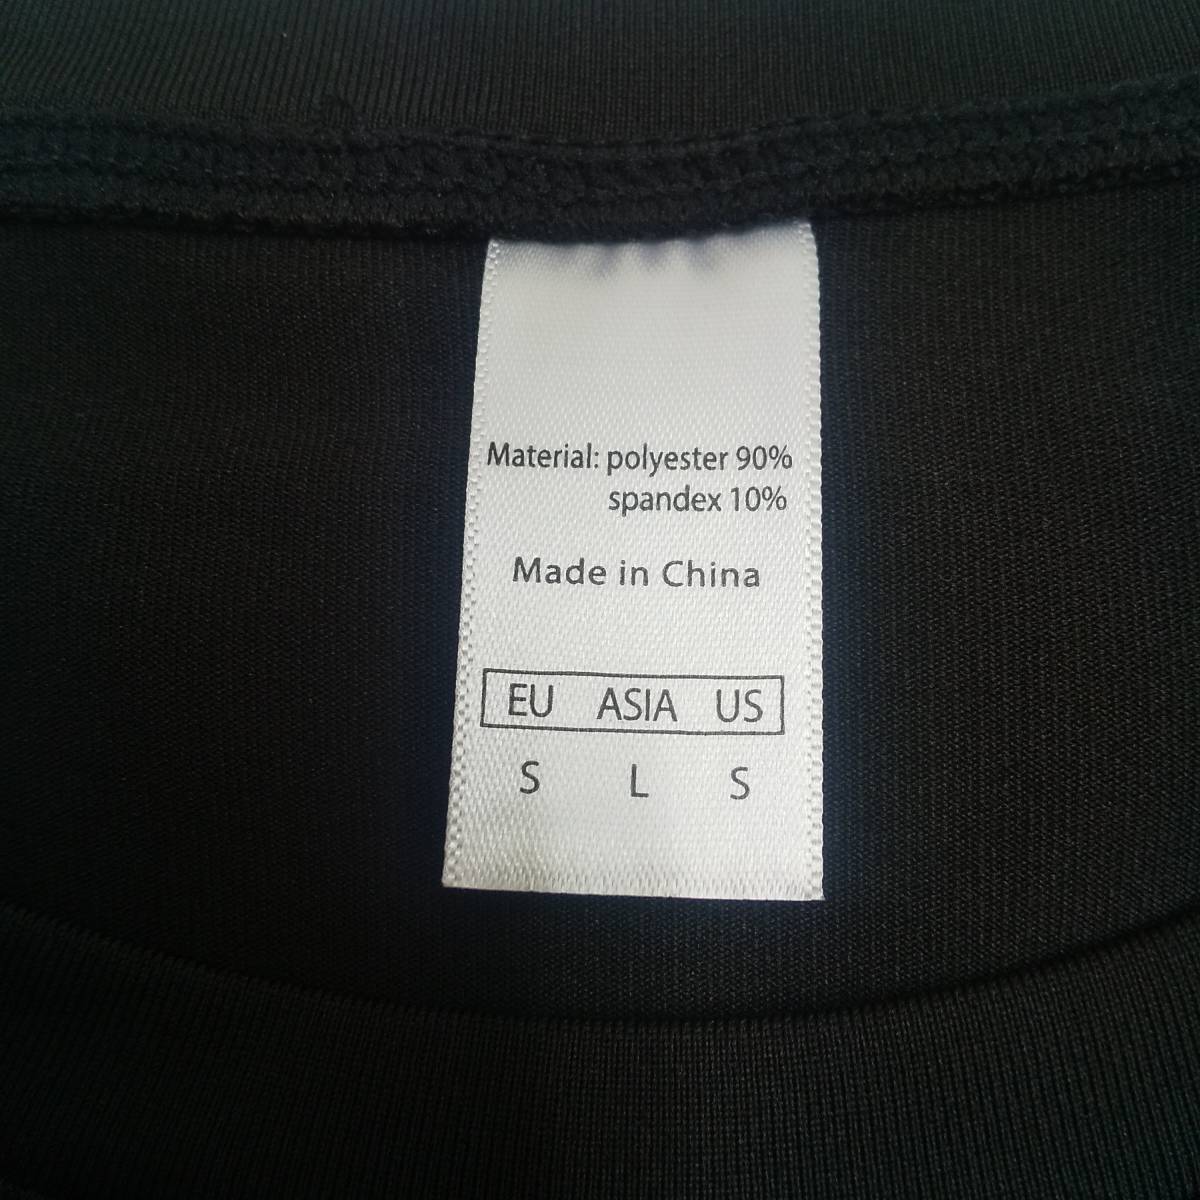 Material: polyester 90%
spandex 10%
Made in China
EU ASIA US
S L S